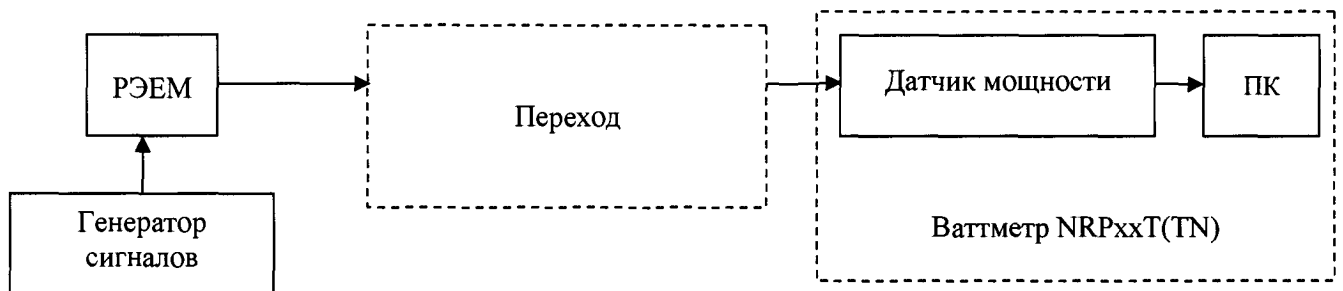 РЭЕМ
Генератор
сигналов
Переход
Датчик мощности
ПК
Ваттметр NRPxxT(TN)